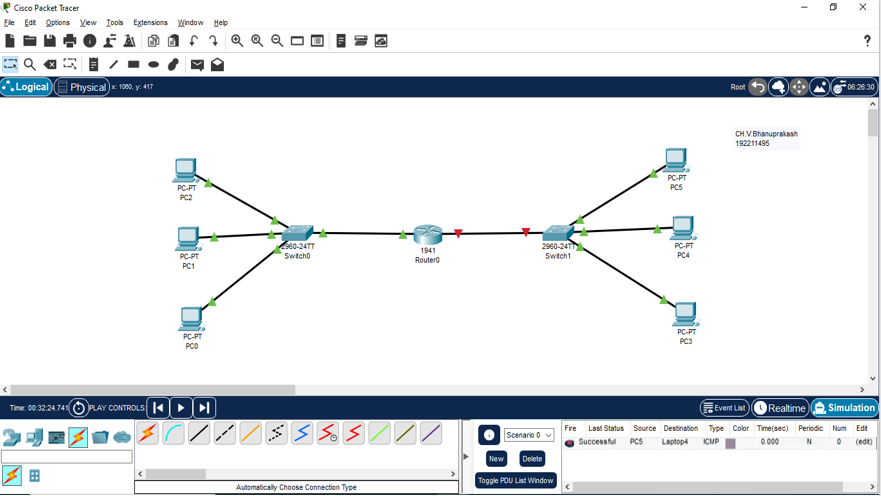 Cisco Packet Tracer
File Edit Options View Tools Extensions Window Help
Logical Physical x: 1060, y: 417 Root 06:26:30
CH.V.Bhanuprakash
192211495
PC-PT
PC2
PC-PT
PC5
PC-PT
PC1
2960-24TT
Switch0
1941
Router0
2960-24TT
Switch1
PC-PT
PC4
PC-PT
PC0
PC-PT
PC3
Time: 00:32:24.741 PLAY CONTROLS: Event List Realtime Simulation
Scenario 0
New Delete
Toggle PDU List Window
Fire Last Status Source Destination Type Color Time(sec) Periodic Num Edit
Successful PC5 Laptop4 ICMP 0.000 N 0 (edit)
Automatically Choose Connection Type